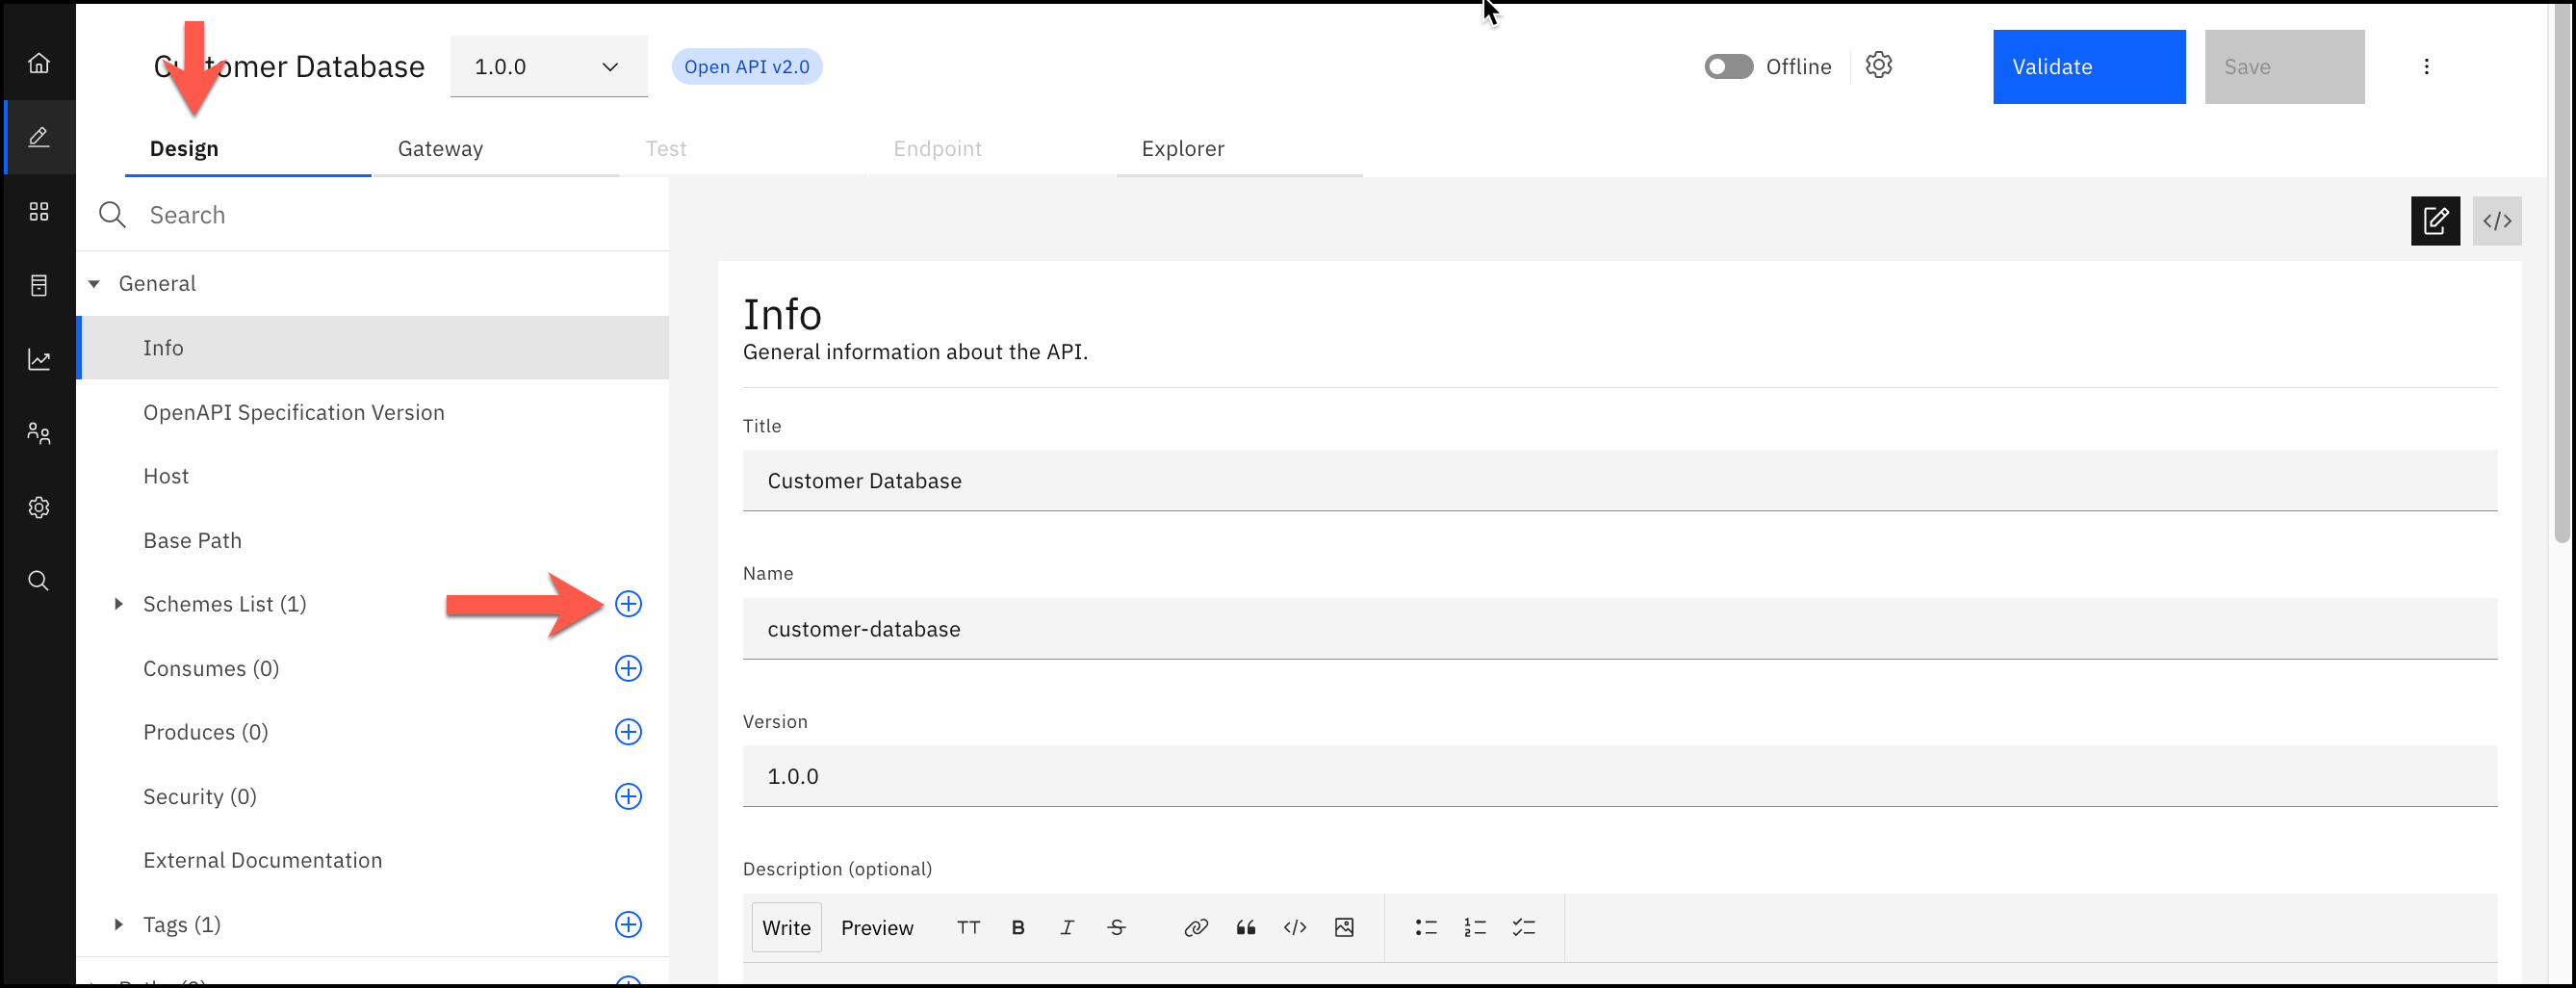 Customer Database 1.0.0 Open API v2.0 Offline Validate Save
Design Gateway Test Endpoint Explorer
Search
General
Info
OpenAPI Specification Version
Host
Base Path
Schemes List (1)
Consumes (0)
Produces (0)
Security (0)
External Documentation
Tags (1)
Info
General information about the API.
Title
Customer Database
Name
customer-database
Version
1.0.0
Description (optional)
Write Preview